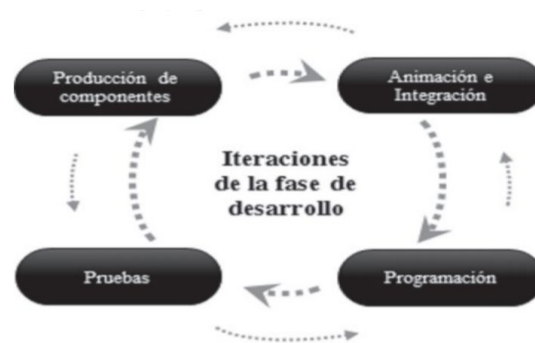 Producción de
componentes
Animación e
Integración
Iteraciones
de la fase de
desarrollo
Pruebas
Programación